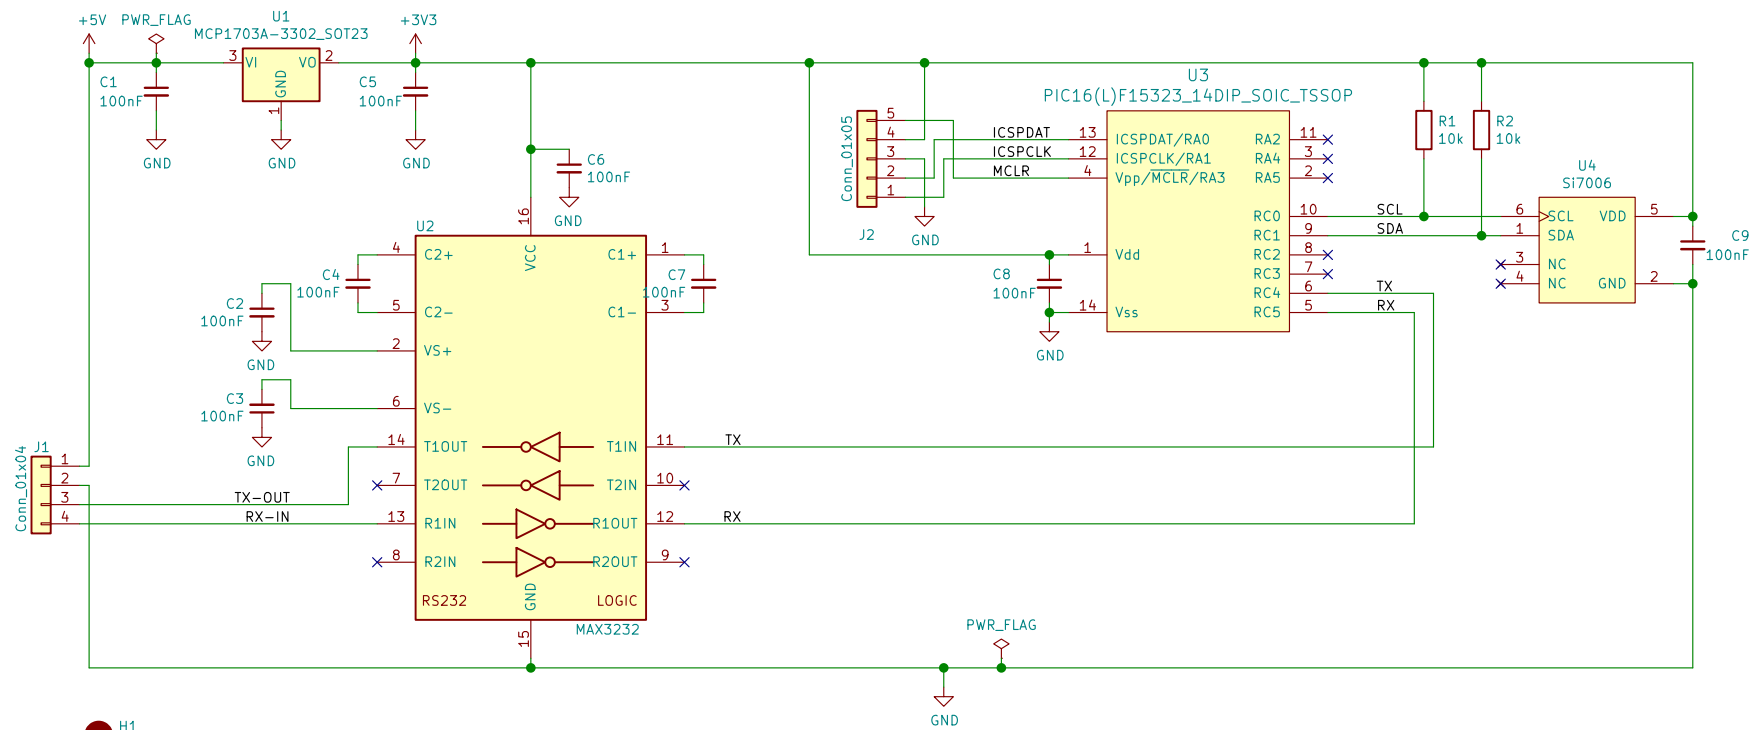 +5V
PWR_FLAG
U1
MCP1703A-3302_SOT23
+3V3
3
VI
VO
2
GND
1
C1
100nF
C5
100nF
GND
GND
GND
C6
100nF
GND
16
U2
VCC
4
C2+
C1+
1
C4
100nF
C7
100nF
5
C2-
C1-
3
C2
100nF
GND
2
VS+
C3
100nF
GND
6
VS-
14
T1OUT
T1IN
11
TX
7
T2OUT
T2IN
10
13
R1IN
R1OUT
12
RX
8
R2IN
R2OUT
9
GND
RS232
LOGIC
15
MAX3232
J1
Conn_01x04
1
2
3
4
TX-OUT
RX-IN
Conn_01x05
5
4
3
2
1
J2
GND
ICSPDAT
ICSPCLK
MCLR
U3
PIC16(L)F15323_14DIP_SOIC_TSSOP
13
ICSPDAT/RA0
12
ICSPCLK/RA1
4
Vpp/MCLR/RA3
1
Vdd
14
Vss
RA2
11
RA4
3
RA5
2
RC0
10
RC1
9
RC2
8
RC3
7
RC4
6
RC5
5
C8
100nF
GND
SCL
SDA
TX
RX
R1
10k
R2
10k
U4
Si7006
6
SCL
VDD
5
1
SDA
3
NC
4
NC
GND
2
C9
100nF
PWR_FLAG
GND
H1